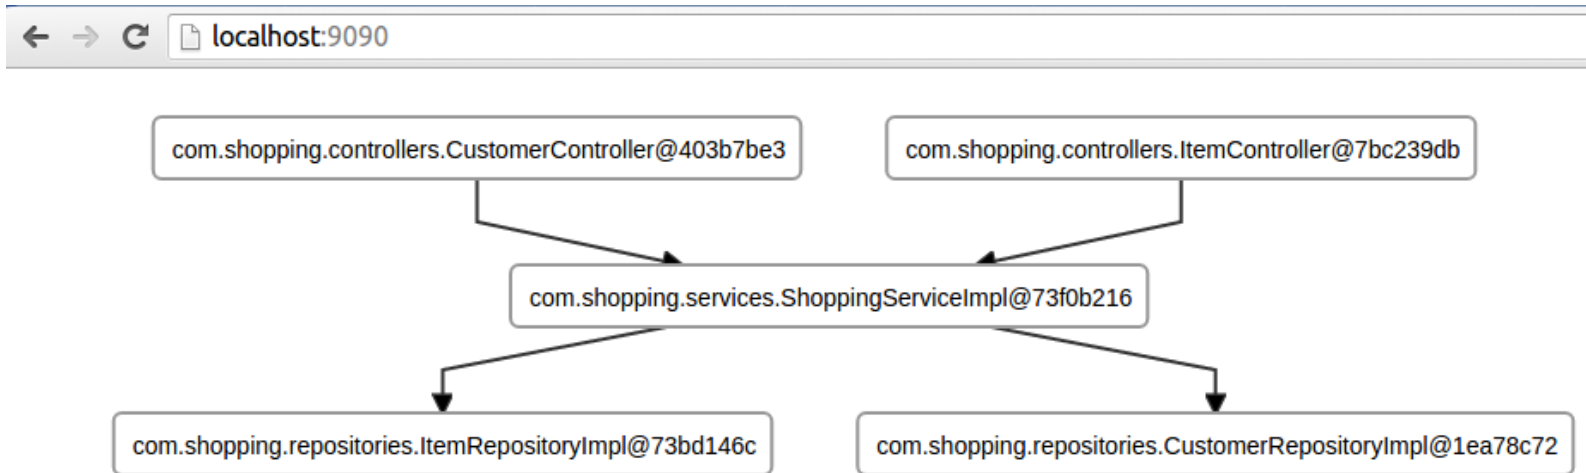 localhost:9090
com.shopping.controllers.CustomerController@403b7be3
com.shopping.controllers.ItemController@7bc239db
com.shopping.services.ShoppingServiceImpl@73f0b216
com.shopping.repositories.ItemRepositoryImpl@73bd146c
com.shopping.repositories.CustomerRepositoryImpl@1ea78c72